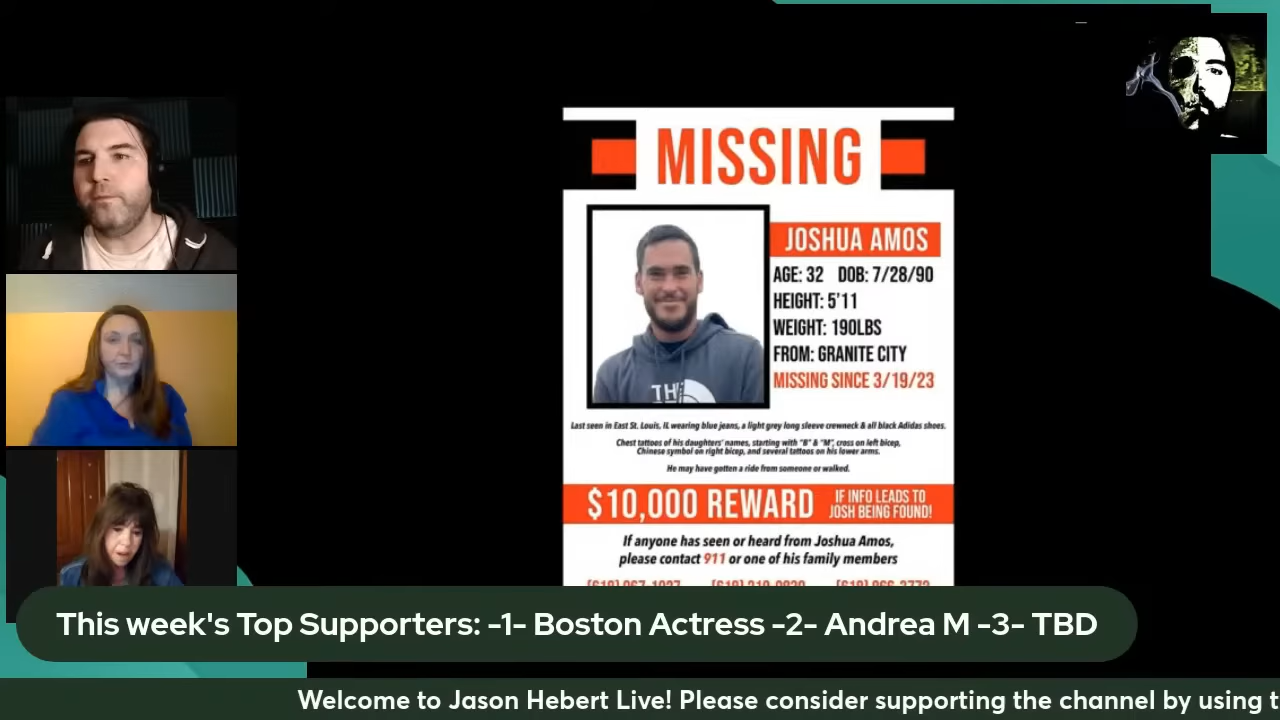 MISSING
JOSHUA AMOS
AGE: 32 DOB: 7/28/90
HEIGHT: 5'11
WEIGHT: 190LBS
FROM: GRANITE CITY
MISSING SINCE 3/19/23
TH
Last seen in East St. Louis, IL wearing blue jeans, a light grey long sleeve crewneck & all black Adidas shoes.
Chest tattoos of his daughters' names, starting with "B" & "M", cross on left bicep,
Chinese symbol on right bicep, and several tattoos on his lower arms.
He may have gotten a ride from someone or walked.
$10,000 REWARD
IF INFO LEADS TO
JOSH BEING FOUND!
If anyone has seen or heard from Joshua Amos,
please contact 911 or one of his family members
This week's Top Supporters: -1- Boston Actress -2- Andrea M -3- TBD
Welcome to Jason Hebert Live! Please consider supporting the channel by using t